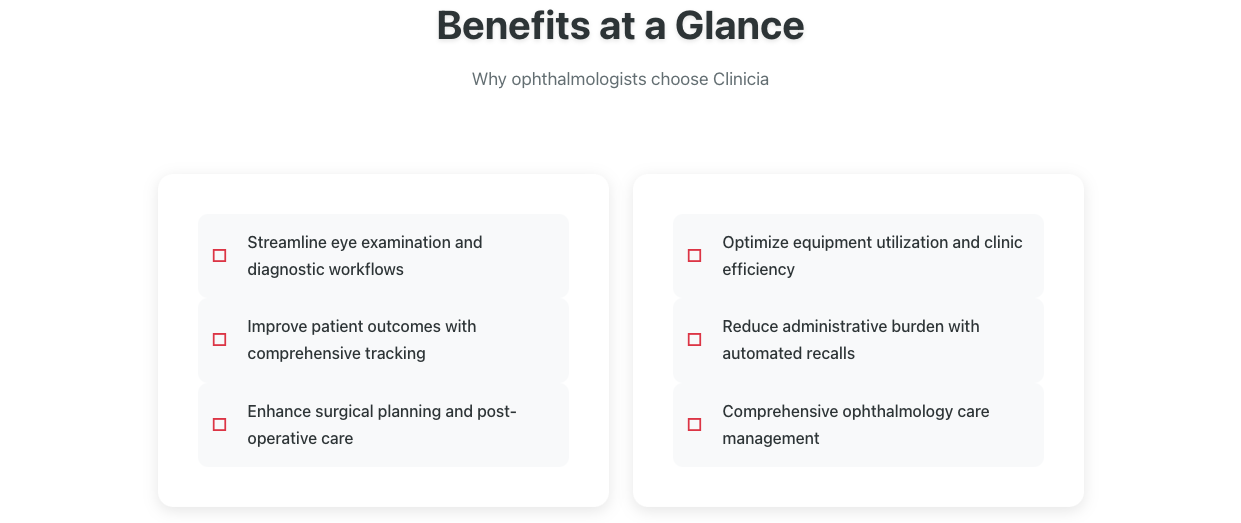 Benefits at a Glance
Why ophthalmologists choose Clinicia
Streamline eye examination and
diagnostic workflows
Improve patient outcomes with
comprehensive tracking
Enhance surgical planning and post-
operative care
Optimize equipment utilization and clinic
efficiency
Reduce administrative burden with
automated recalls
Comprehensive ophthalmology care
management